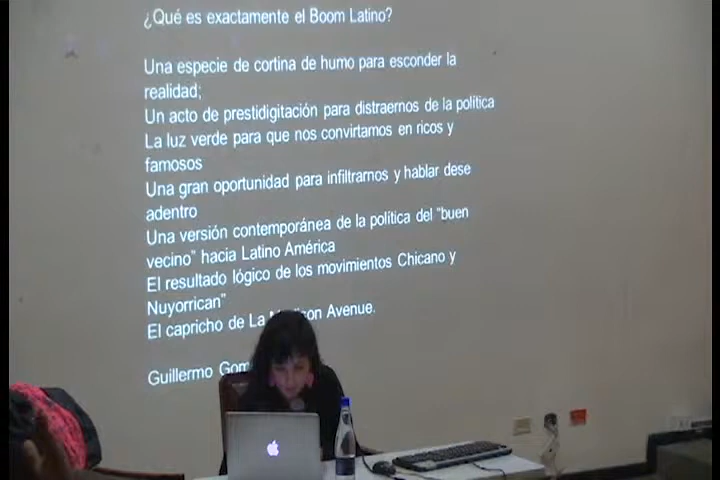 ¿Qué es exactamente el Boom Latino?
Una especie de cortina de humo para esconder la
realidad;
Un acto de prestidigitación para distraernos de la política
La luz verde para que nos convirtamos en ricos y
famosos
Una gran oportunidad para infiltrarnos y hablar dese
adentro
Una versión contemporánea de la política del "buen
vecino" hacia Latino América
El resultado lógico de los movimientos Chicano y
Nuyorrican"
El capricho de La Avenue.
Guillermo